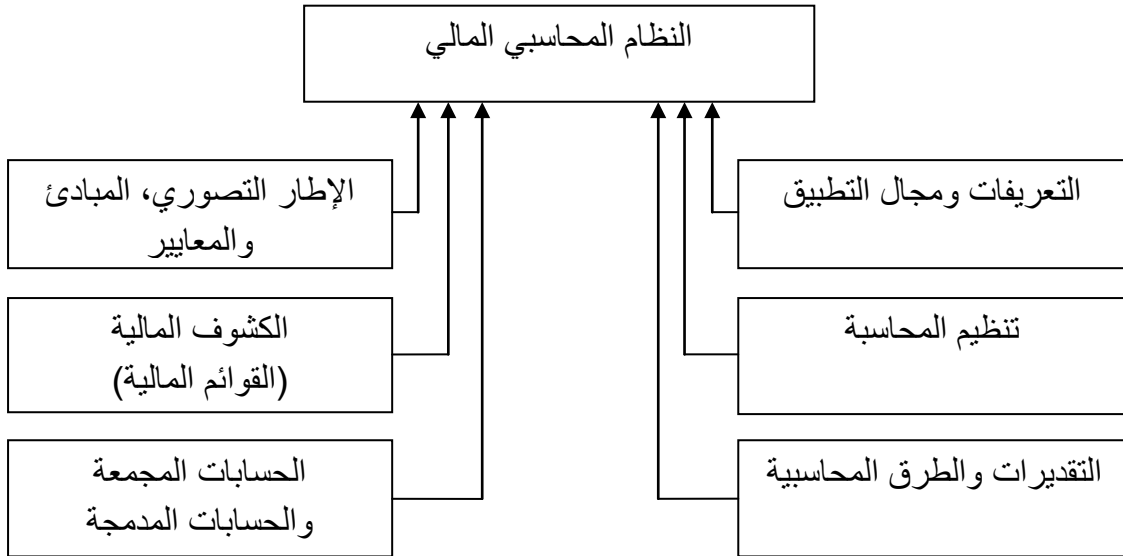 النظام المحاسبي المالي
التعريفات ومجال التطبيق
الإطار التصوري، المبادئ
والمعايير
تنظيم المحاسبة
الكشوف المالية
(القوائم المالية)
التقديرات والطرق المحاسبية
الحسابات المجمعة
والحسابات المدمجة